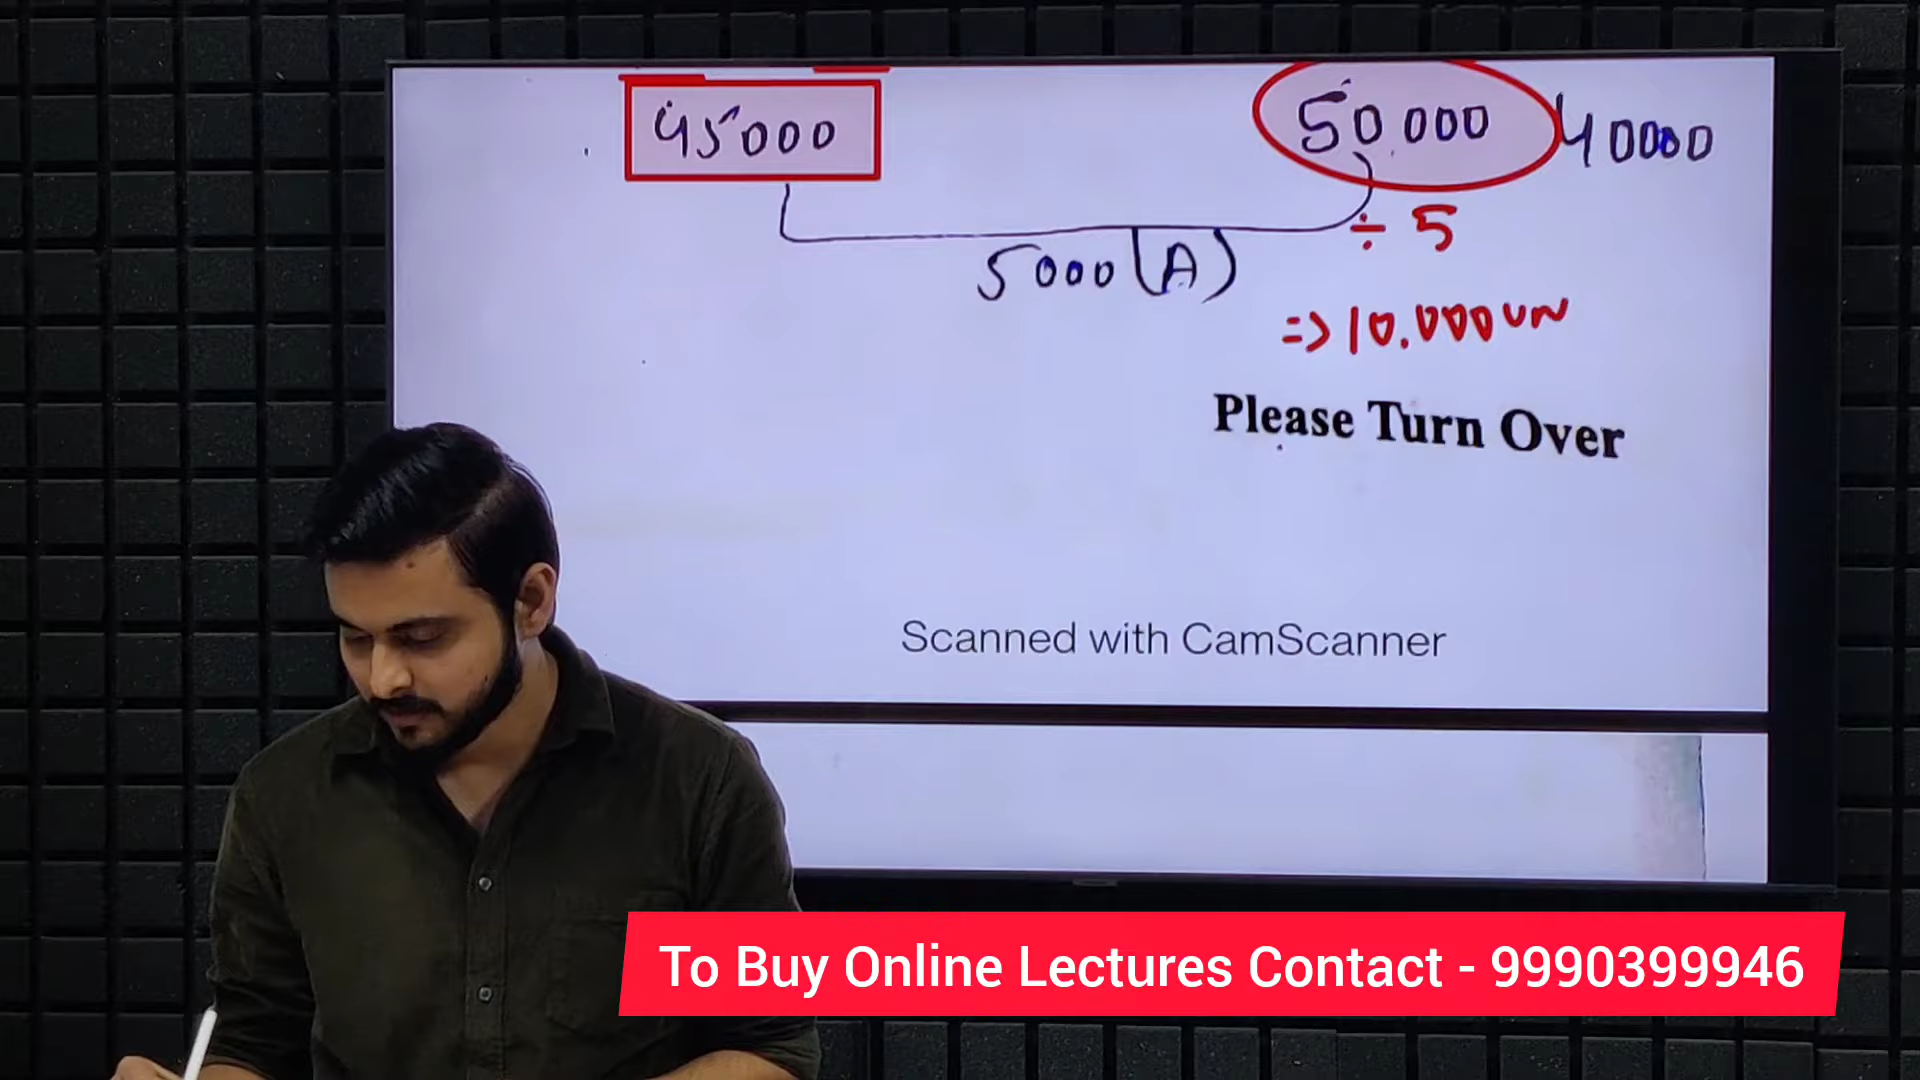 45000
50.000 40000
÷ 5
5000 (A)
=> 10.000 un
Please Turn Over
Scanned with CamScanner
To Buy Online Lectures Contact - 9990399946